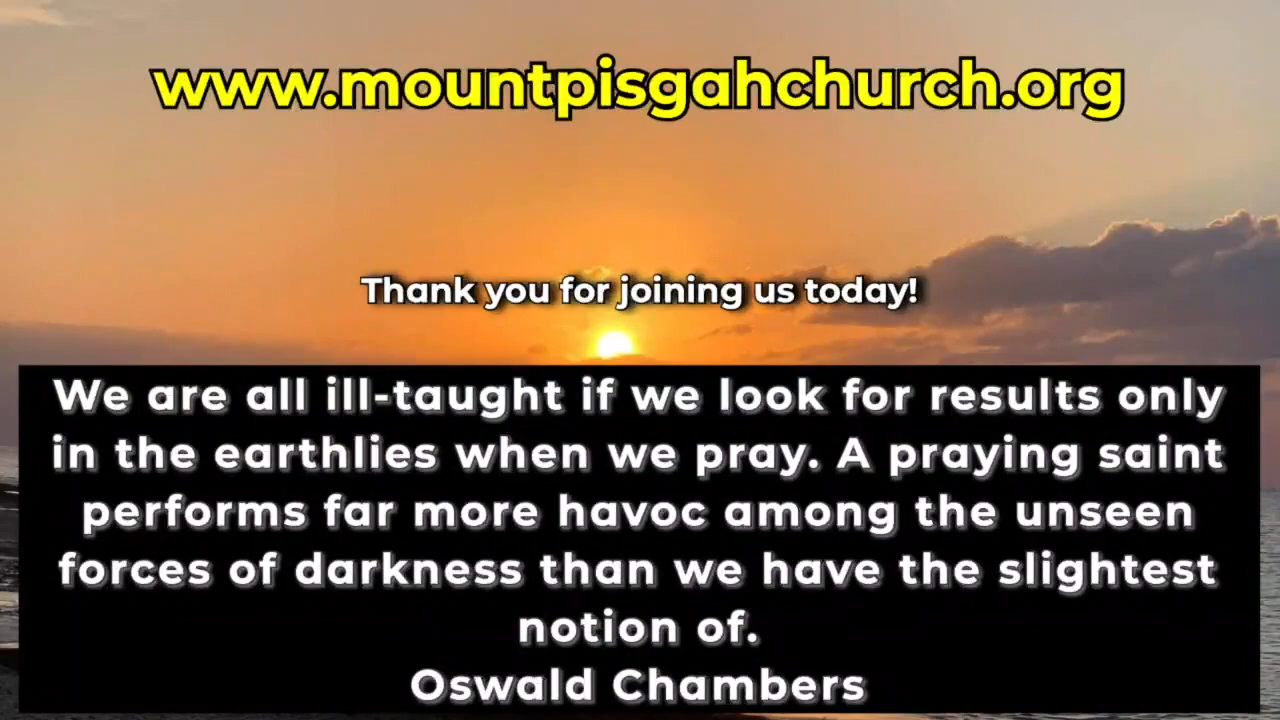 www.mountpisgahchurch.org
Thank you for joining us today!
We are all ill-taught if we look for results only
in the earthlies when we pray. A praying saint
performs far more havoc among the unseen
forces of darkness than we have the slightest
notion of.
Oswald Chambers